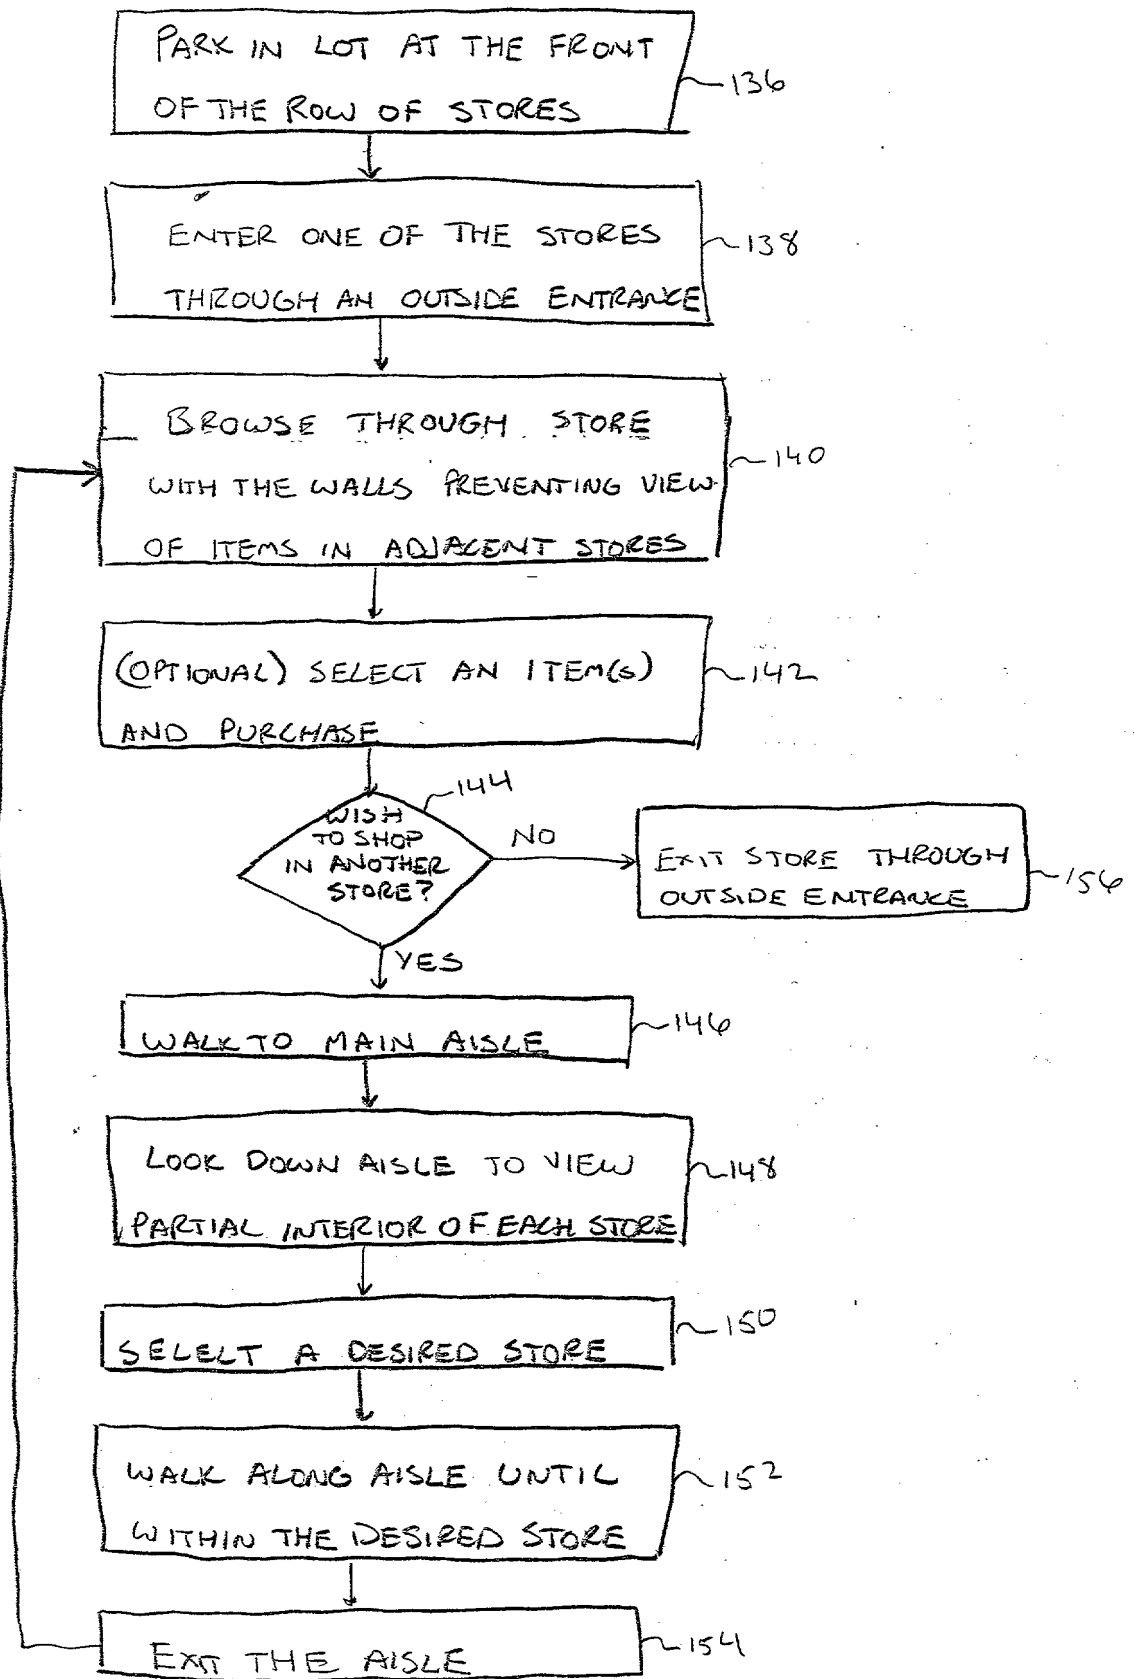 PARK IN LOT AT THE FRONT
OF THE ROW OF STORES
136
ENTER ONE OF THE STORES
THROUGH AN OUTSIDE ENTRANCE
138
BROWSE THROUGH STORE
WITH THE WALLS PREVENTING VIEW
OF ITEMS IN ADJACENT STORES
140
(OPTIONAL) SELECT AN ITEM(S)
AND PURCHASE
142
144
WISH
TO SHOP
IN ANOTHER
STORE?
NO
EXIT STORE THROUGH
OUTSIDE ENTRANCE
156
YES
WALK TO MAIN AISLE
146
LOOK DOWN AISLE TO VIEW
PARTIAL INTERIOR OF EACH STORE
148
SELECT A DESIRED STORE
150
WALK ALONG AISLE UNTIL
WITHIN THE DESIRED STORE
152
EXIT THE AISLE
154